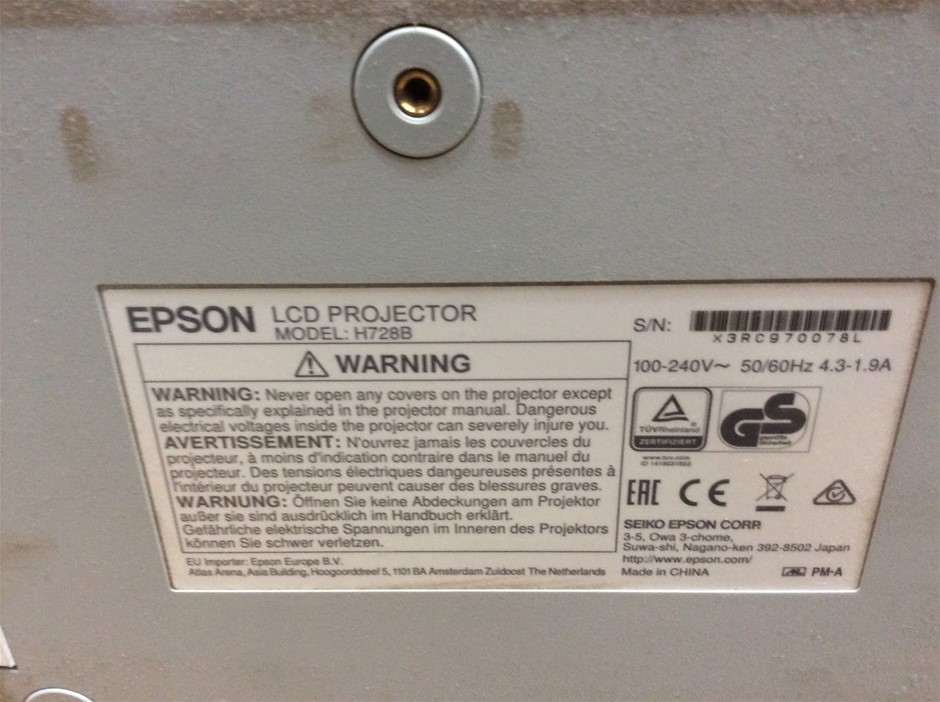 EPSON LCD PROJECTOR
MODEL: H728B
WARNING
WARNING: Never open any covers on the projector except
as specifically explained in the projector manual. Dangerous
electrical voltages inside the projector can severely injure you.
AVERTISSEMENT: N'ouvrez jamais les couvercles du
projecteur, à moins d'indication contraire dans le manuel du
projecteur. Des tensions électriques dangeureuses présentes à
l'intérieur du projecteur peuvent causer des blessures graves.
WARNUNG: Öffnen Sie keine Abdeckungen am Projektor
außer sie sind ausdrücklich im Handbuch erklärt.
Gefährliche elektrische Spannungen im Inneren des Projektors
können Sie schwer verletzen.
EU Importer: Epson Europe B.V.
Atlas Arena, Asia Building, Hoogoorddreef 5, 1101 BA Amsterdam Zuidoost The Netherlands
S/N:
X3RC970078L
100-240V~ 50/60Hz 4.3-1.9A
TÜVRheinland
ZERTIFIZIERT
www.tuv.com
ID
GS
geprüfte
Sicherheit
EAC CE
SEIKO EPSON CORP.
3-5, Owa 3-chome,
Suwa-shi, Nagano-ken 392-8502 Japan
http://www.epson.com/
Made in CHINA
PM-A